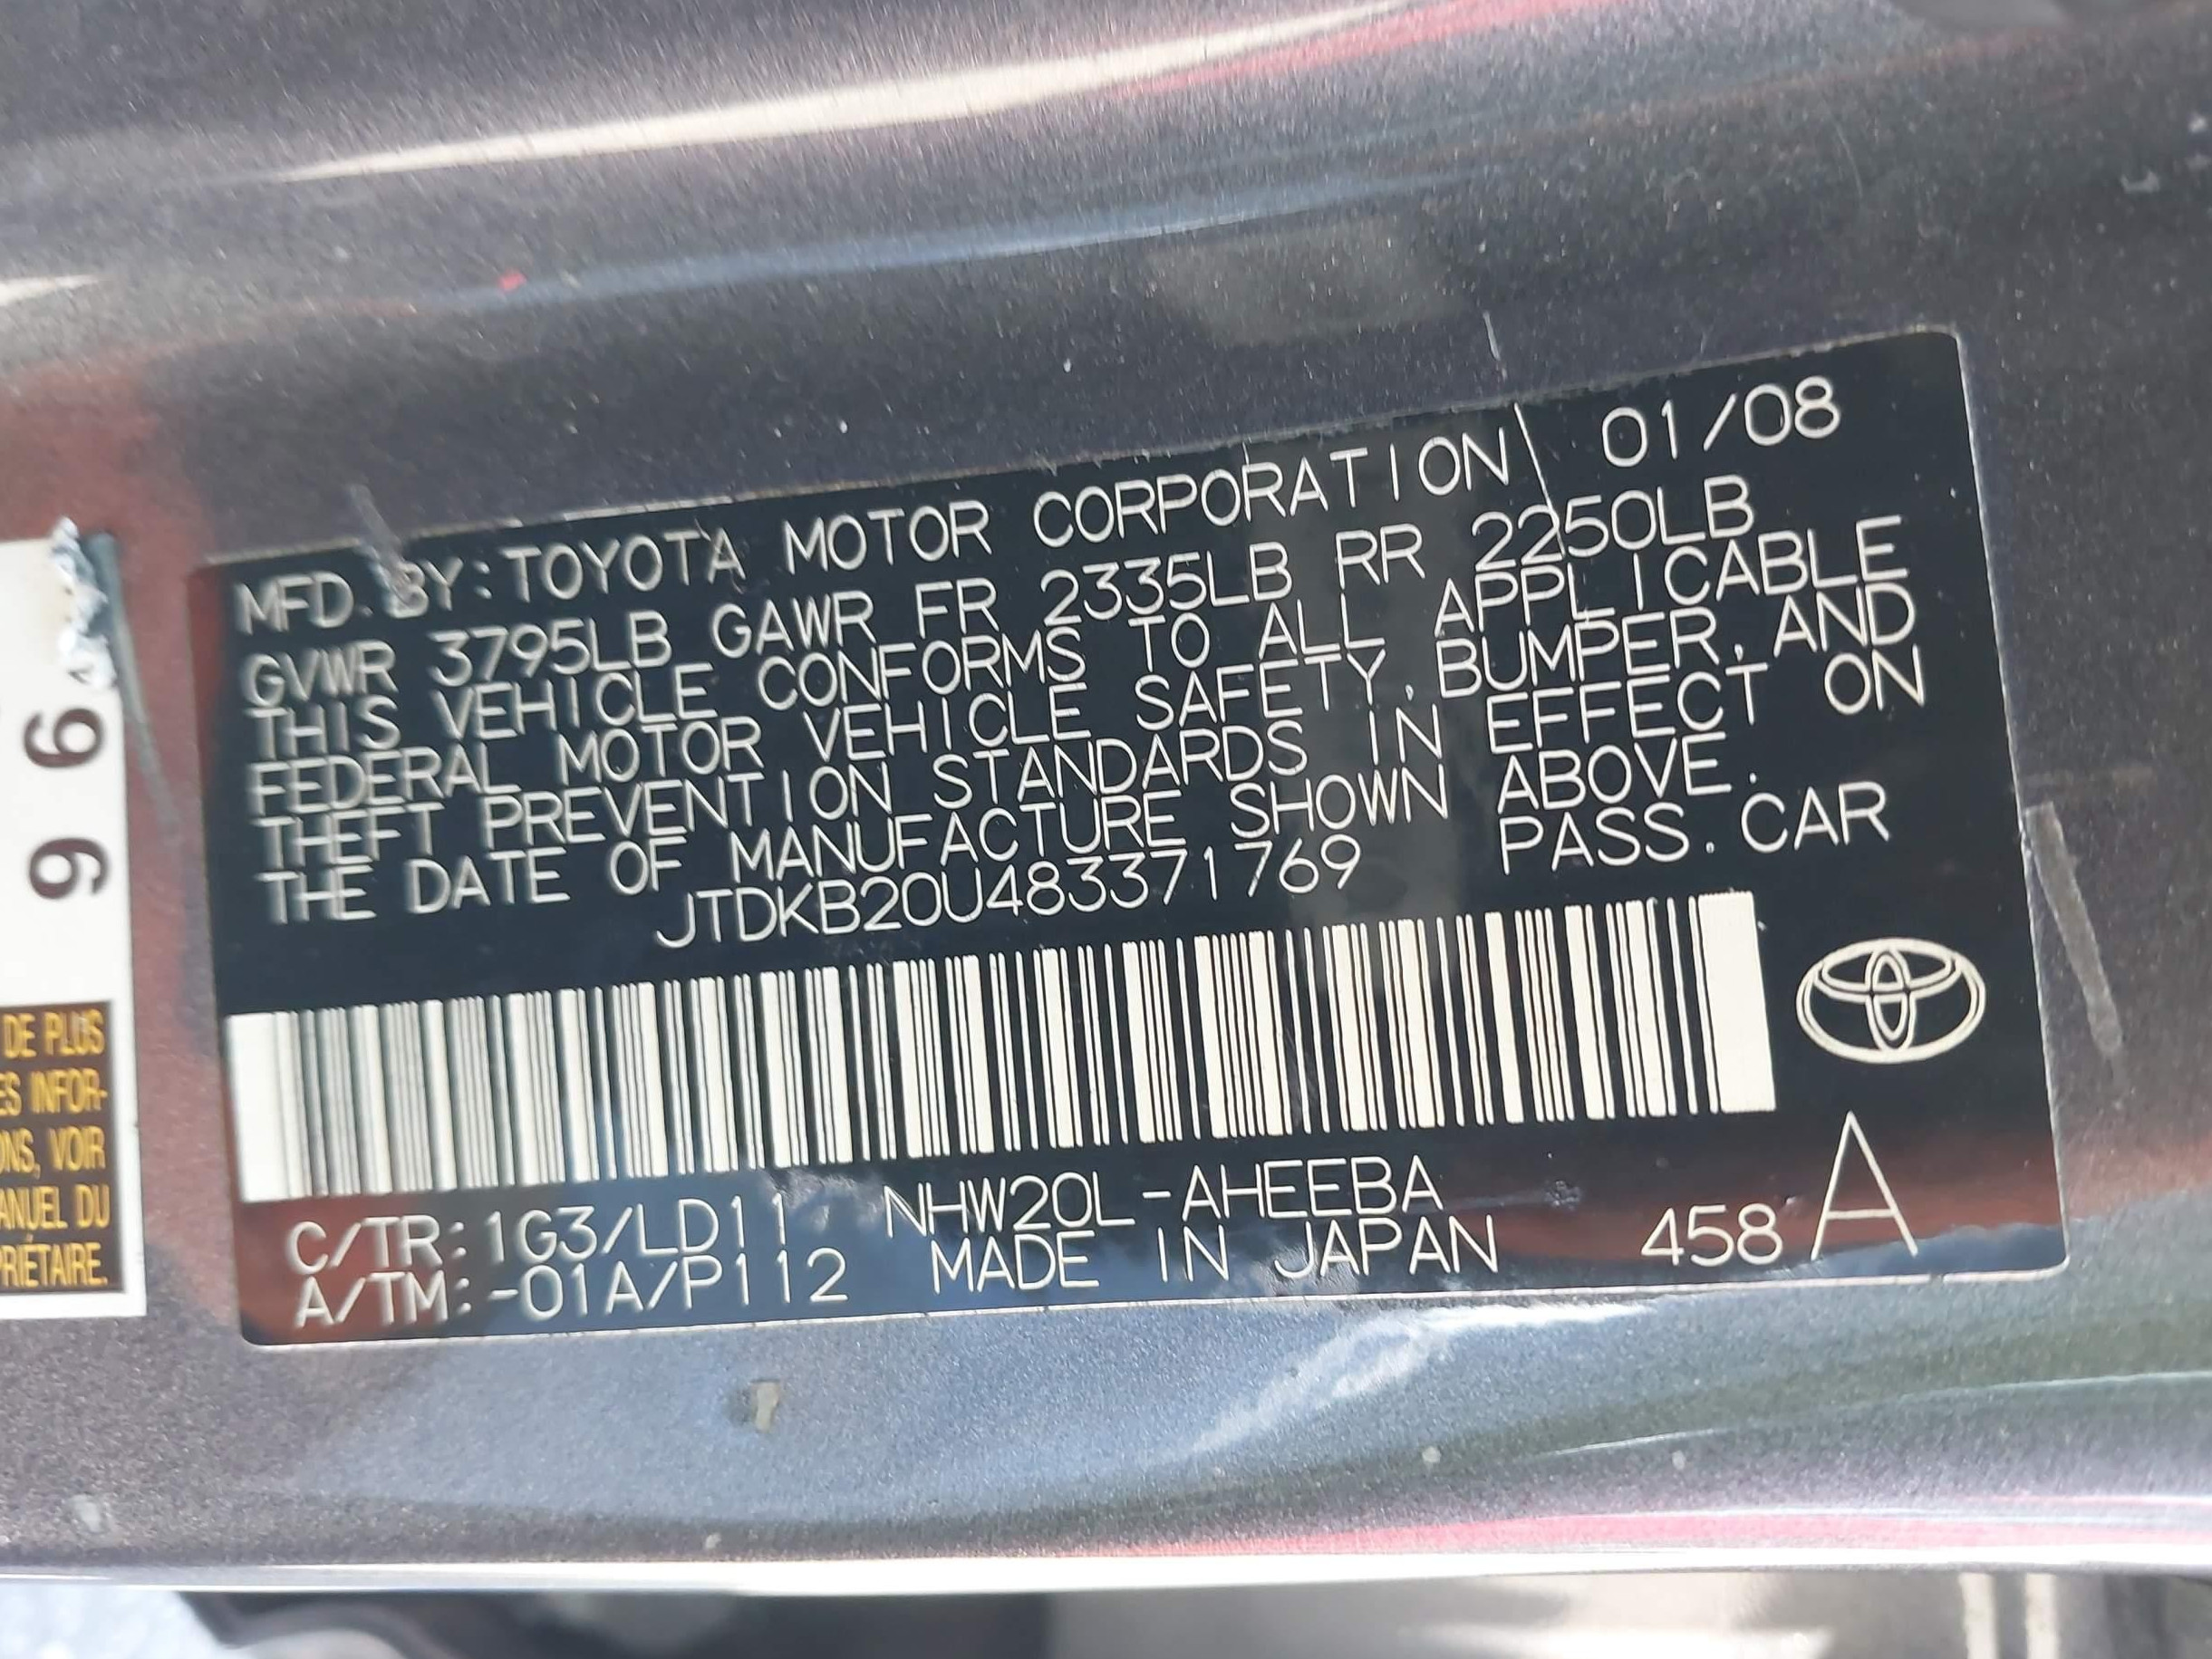 MFD. BY: TOYOTA MOTOR CORPORATION 01/08
GVWR 3795LB GAWR FR 2335LB RR 2250LB
THIS VEHICLE CONFORMS TO ALL APPLICABLE
FEDERAL MOTOR VEHICLE SAFETY, BUMPER, AND
THEFT PREVENTION STANDARDS IN EFFECT ON
THE DATE OF MANUFACTURE SHOWN ABOVE.
JTDKB20U483371769 PASS. CAR
C/TR: 1G3/LD11 NHW20L-AHEEBA
A/TM: -01A/P112 MADE IN JAPAN 458 A
9
6
DE PLUS
ES INFOR-
ONS, VOIR
ANUEL DU
PRIÉTAIRE.